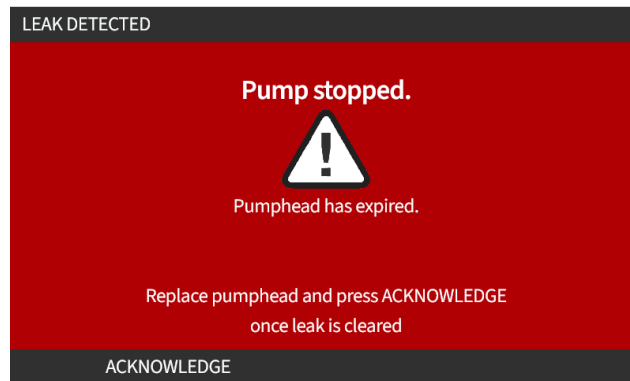 LEAK DETECTED
Pump stopped.
!
Pumphead has expired.
Replace pumphead and press ACKNOWLEDGE
once leak is cleared
ACKNOWLEDGE